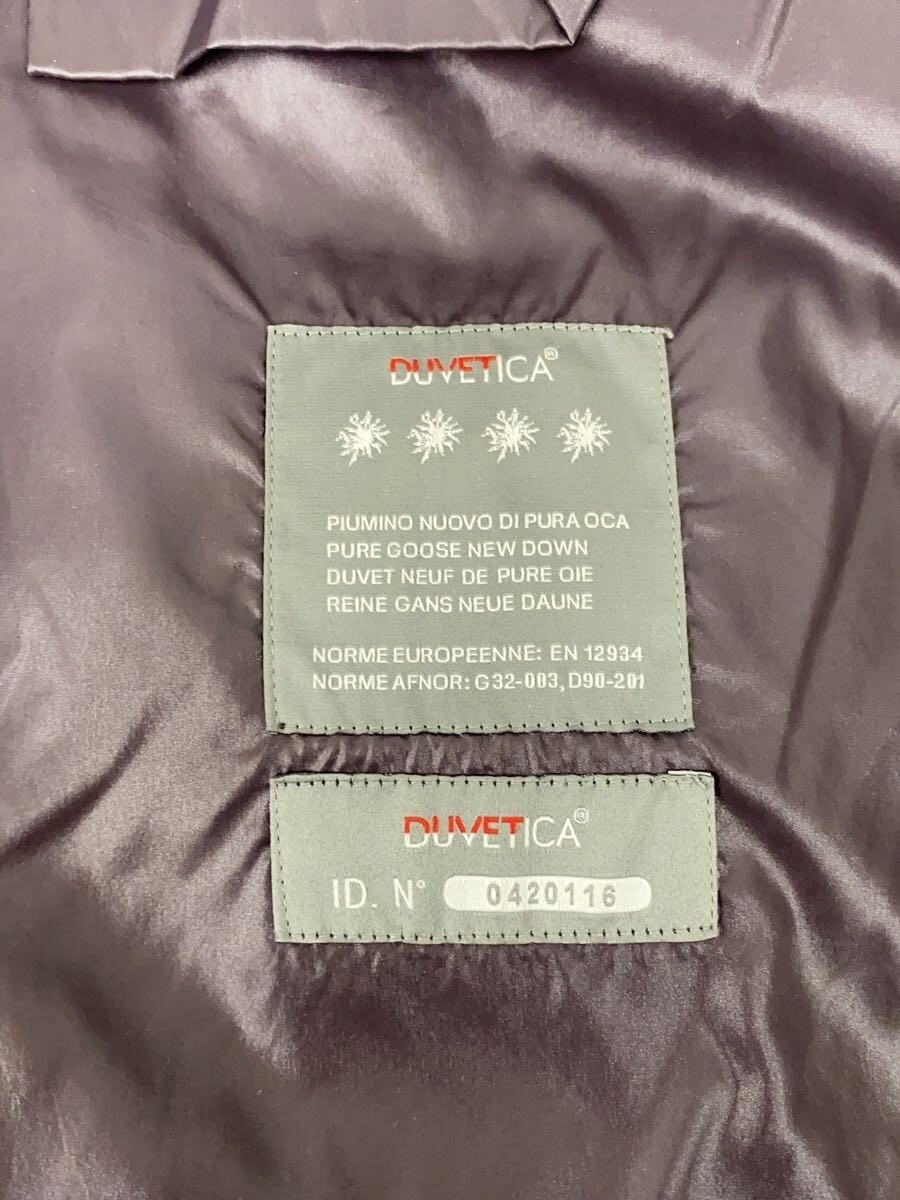 DUVETICA®
PIUMINO NUOVO DI PURA OCA
PURE GOOSE NEW DOWN
DUVET NEUF DE PURE OIE
REINE GANS NEUE DAUNE
NORME EUROPEENNE: EN 12934
NORME AFNOR: G32-003, D90-201
DUVETICA®
ID. N° 0420116